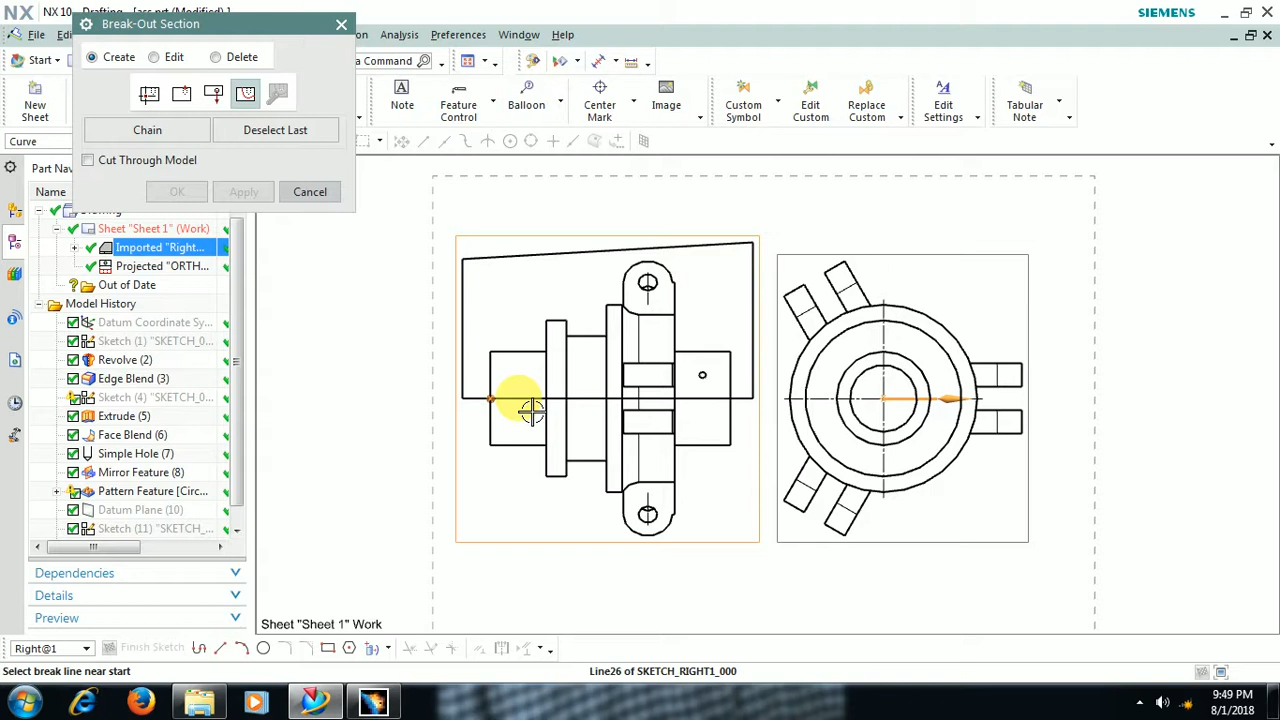 NX
NX 10 - Drafting - [ass.prt (Modified) ]
SIEMENS
Break-Out Section
File
Analysis
Preferences
Window
Help
Create
Edit
Delete
Start
a Command
New
Sheet
Note
Feature
Control
Balloon
Center
Mark
Image
Custom
Symbol
Edit
Custom
Replace
Custom
Edit
Settings
Tabular
Note
Chain
Deselect Last
Curve
Cut Through Model
Part Nav
Name
OK
Apply
Cancel
Drawing
Sheet "Sheet 1" (Work)
Imported "Right...
Projected "ORTH...
Out of Date
Model History
Datum Coordinate Sy...
Sketch (1) "SKETCH_0...
Revolve (2)
Edge Blend (3)
Sketch (4) "SKETCH_0...
Extrude (5)
Face Blend (6)
Simple Hole (7)
Mirror Feature (8)
Pattern Feature [Circ...
Datum Plane (10)
Sketch (11) "SKETCH_...
Dependencies
Details
Preview
Sheet "Sheet 1" Work
Right@1
Finish Sketch
Select break line near start
Line26 of SKETCH_RIGHT1_000
9:49 PM
8/1/2018